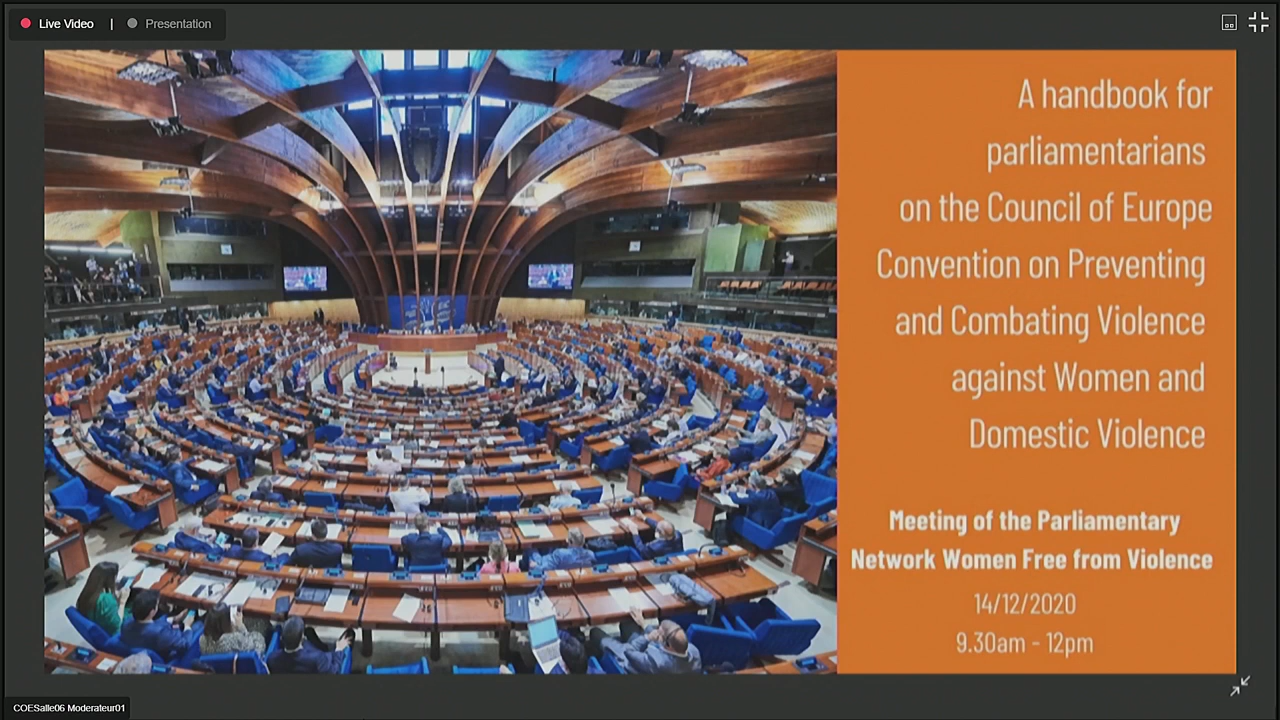 Live Video | Presentation
A handbook for
parliamentarians
on the Council of Europe
Convention on Preventing
and Combating Violence
against Women and
Domestic Violence
Meeting of the Parliamentary
Network Women Free from Violence
14/12/2020
9.30am - 12pm
COESalle06 Moderateur01